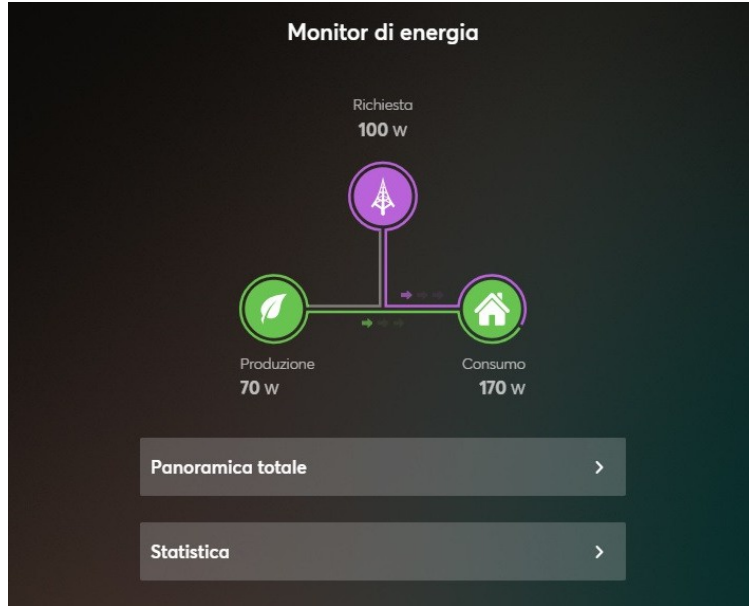 Monitor di energia
Richiesta
100 W
Produzione
70 W
Consumo
170 W
Panoramica totale
Statistica